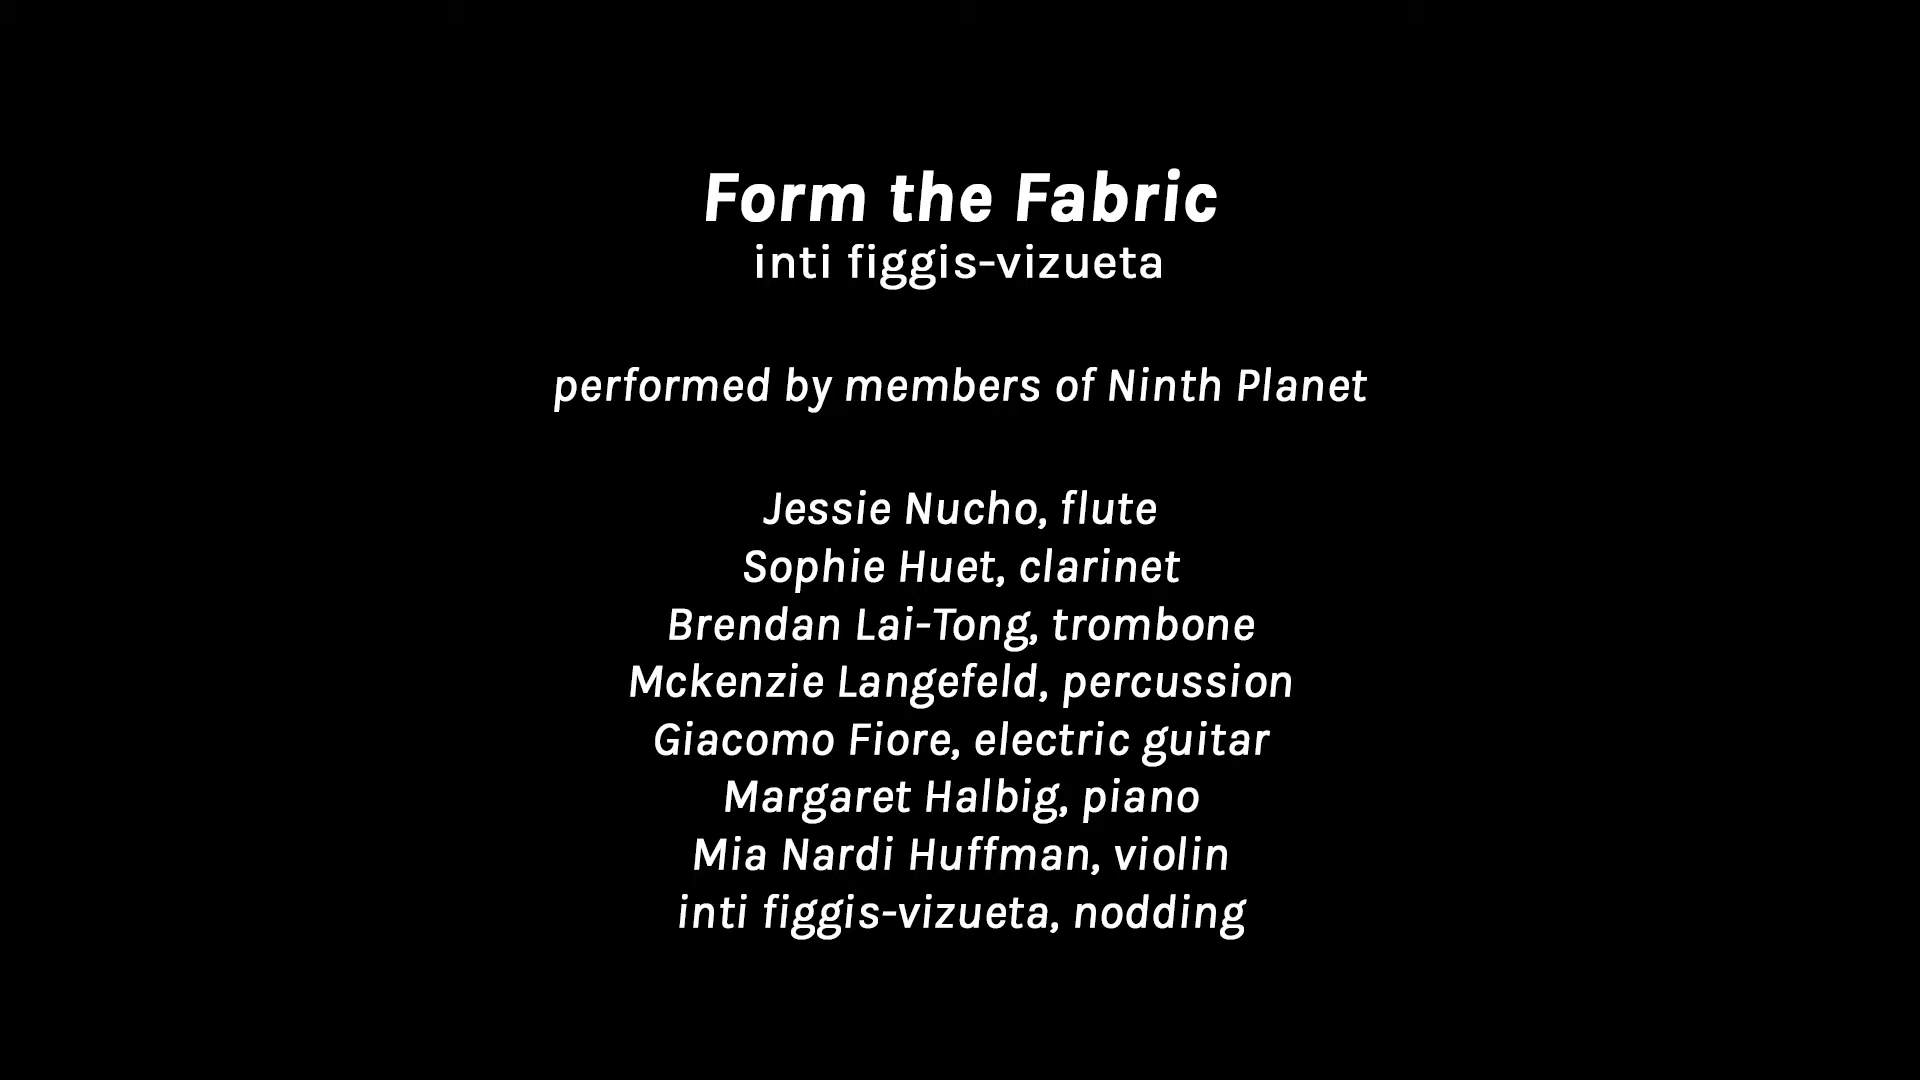 Form the Fabric
inti figgis-vizueta
performed by members of Ninth Planet
Jessie Nucho, flute
Sophie Huet, clarinet
Brendan Lai-Tong, trombone
Mckenzie Langefeld, percussion
Giacomo Fiore, electric guitar
Margaret Halbig, piano
Mia Nardi Huffman, violin
inti figgis-vizueta, nodding